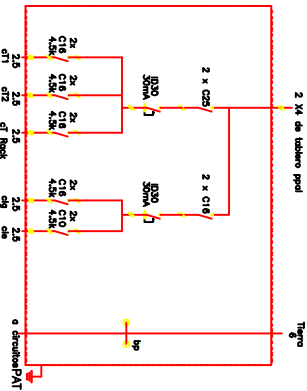 2 X4 de tablero ppal
Tierra
6
2 x C25
ID30
30mA
2x
C16
4.5k
2.5
cT1
2x
C16
4.5k
2.5
cT2
2x
C16
4.5k
2.5
cT Rack
2 x C16
ID30
30mA
2x
C16
4.5k
2.5
cig
2x
C10
4.5k
2.5
cie
bp
a circuitos
PAT